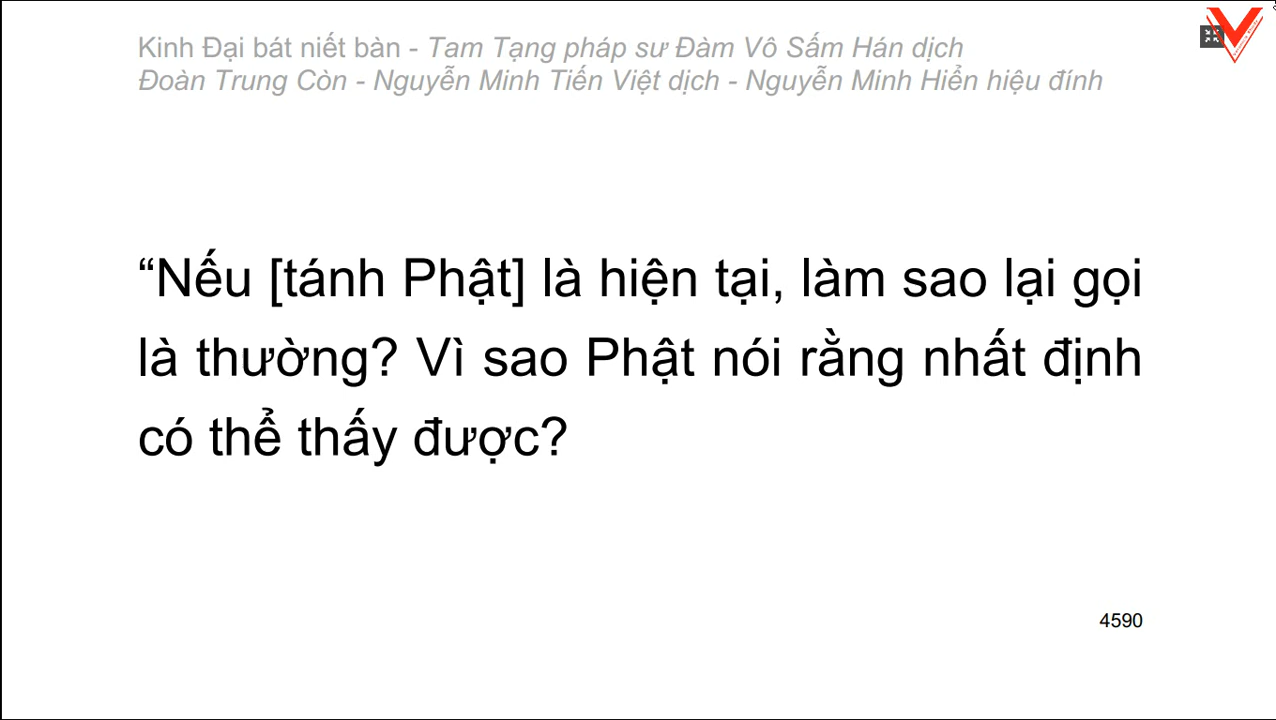 Kinh Đại bát niết bàn - Tam Tạng pháp sư Đàm Vô Sấm Hán dịch
Đoàn Trung Còn - Nguyễn Minh Tiến Việt dịch - Nguyễn Minh Hiển hiệu đính
“Nếu [tánh Phật] là hiện tại, làm sao lại gọi
là thường? Vì sao Phật nói rằng nhất định
có thể thấy được?
4590